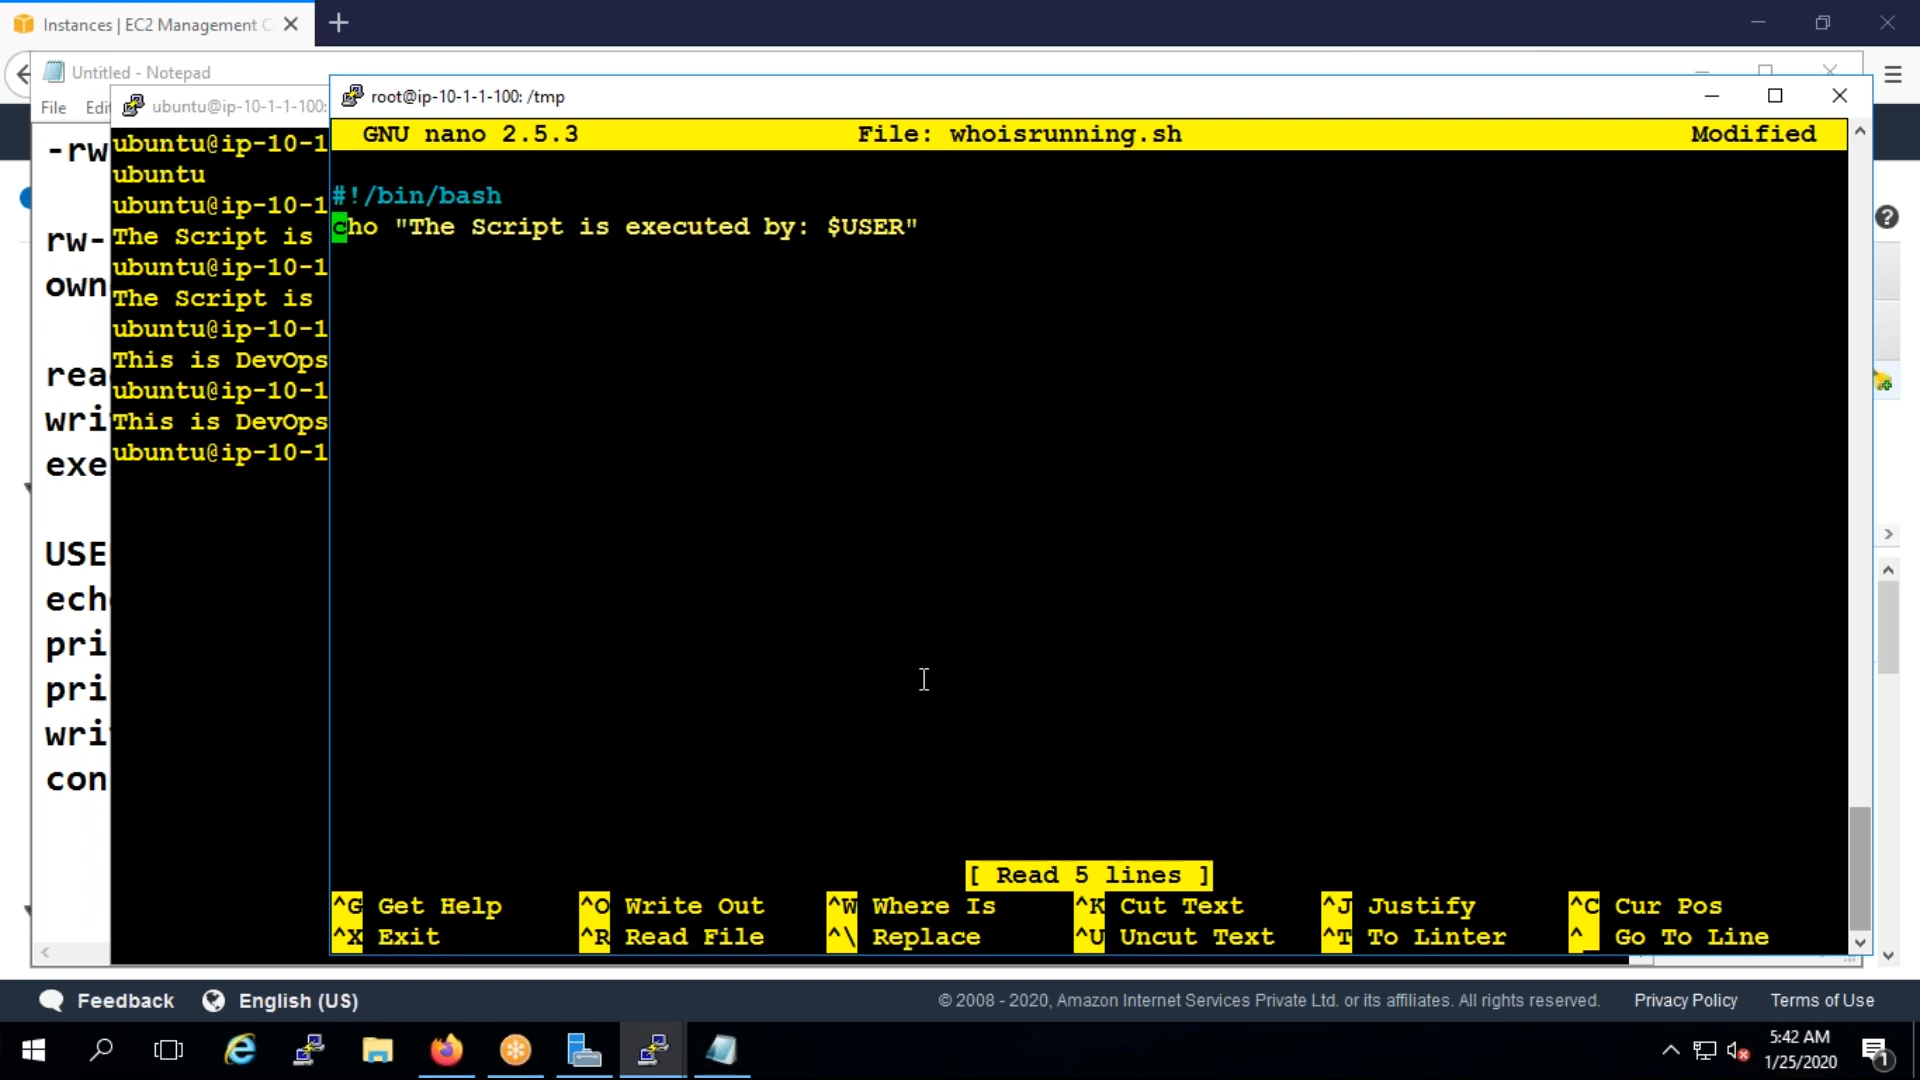 Instances | EC2 Management C
Untitled - Notepad
File Edi
ubuntu@ip-10-1-1-100:
root@ip-10-1-1-100: /tmp
-rw
rw-
own
rea
wri
exe
USE
ech
pri
pri
wri
con
ubuntu@ip-10-1
ubuntu
ubuntu@ip-10-1
The Script is
ubuntu@ip-10-1
The Script is
ubuntu@ip-10-1
This is DevOps
ubuntu@ip-10-1
This is DevOps
ubuntu@ip-10-1
GNU nano 2.5.3 File: whoisrunning.sh Modified
#!/bin/bash
cho "The Script is executed by: $USER"
[ Read 5 lines ]
^G Get Help ^O Write Out ^W Where Is ^K Cut Text ^J Justify ^C Cur Pos
^X Exit ^R Read File ^\ Replace ^U Uncut Text ^T To Linter ^_ Go To Line
Feedback English (US)
© 2008 - 2020, Amazon Internet Services Private Ltd. or its affiliates. All rights reserved. Privacy Policy Terms of Use
5:42 AM
1/25/2020
1